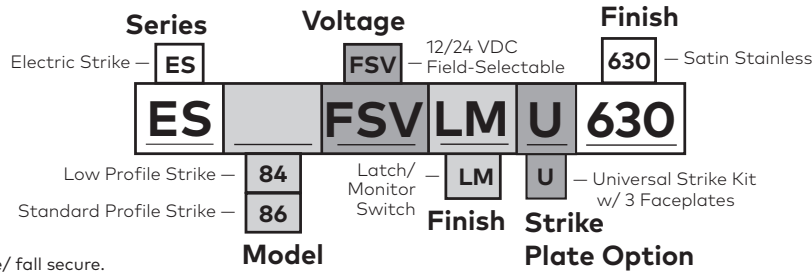 Series
Voltage
Finish
Electric Strike — ES
FSV — 12/24 VDC
Field-Selectable
630 — Satin Stainless
ES FSV LM U 630
Low Profile Strike — 84
Standard Profile Strike — 86
Latch/
Monitor
Switch — LM
U — Universal Strike Kit
w/ 3 Faceplates
Model
Finish
Strike
Plate Option
/ fall secure.